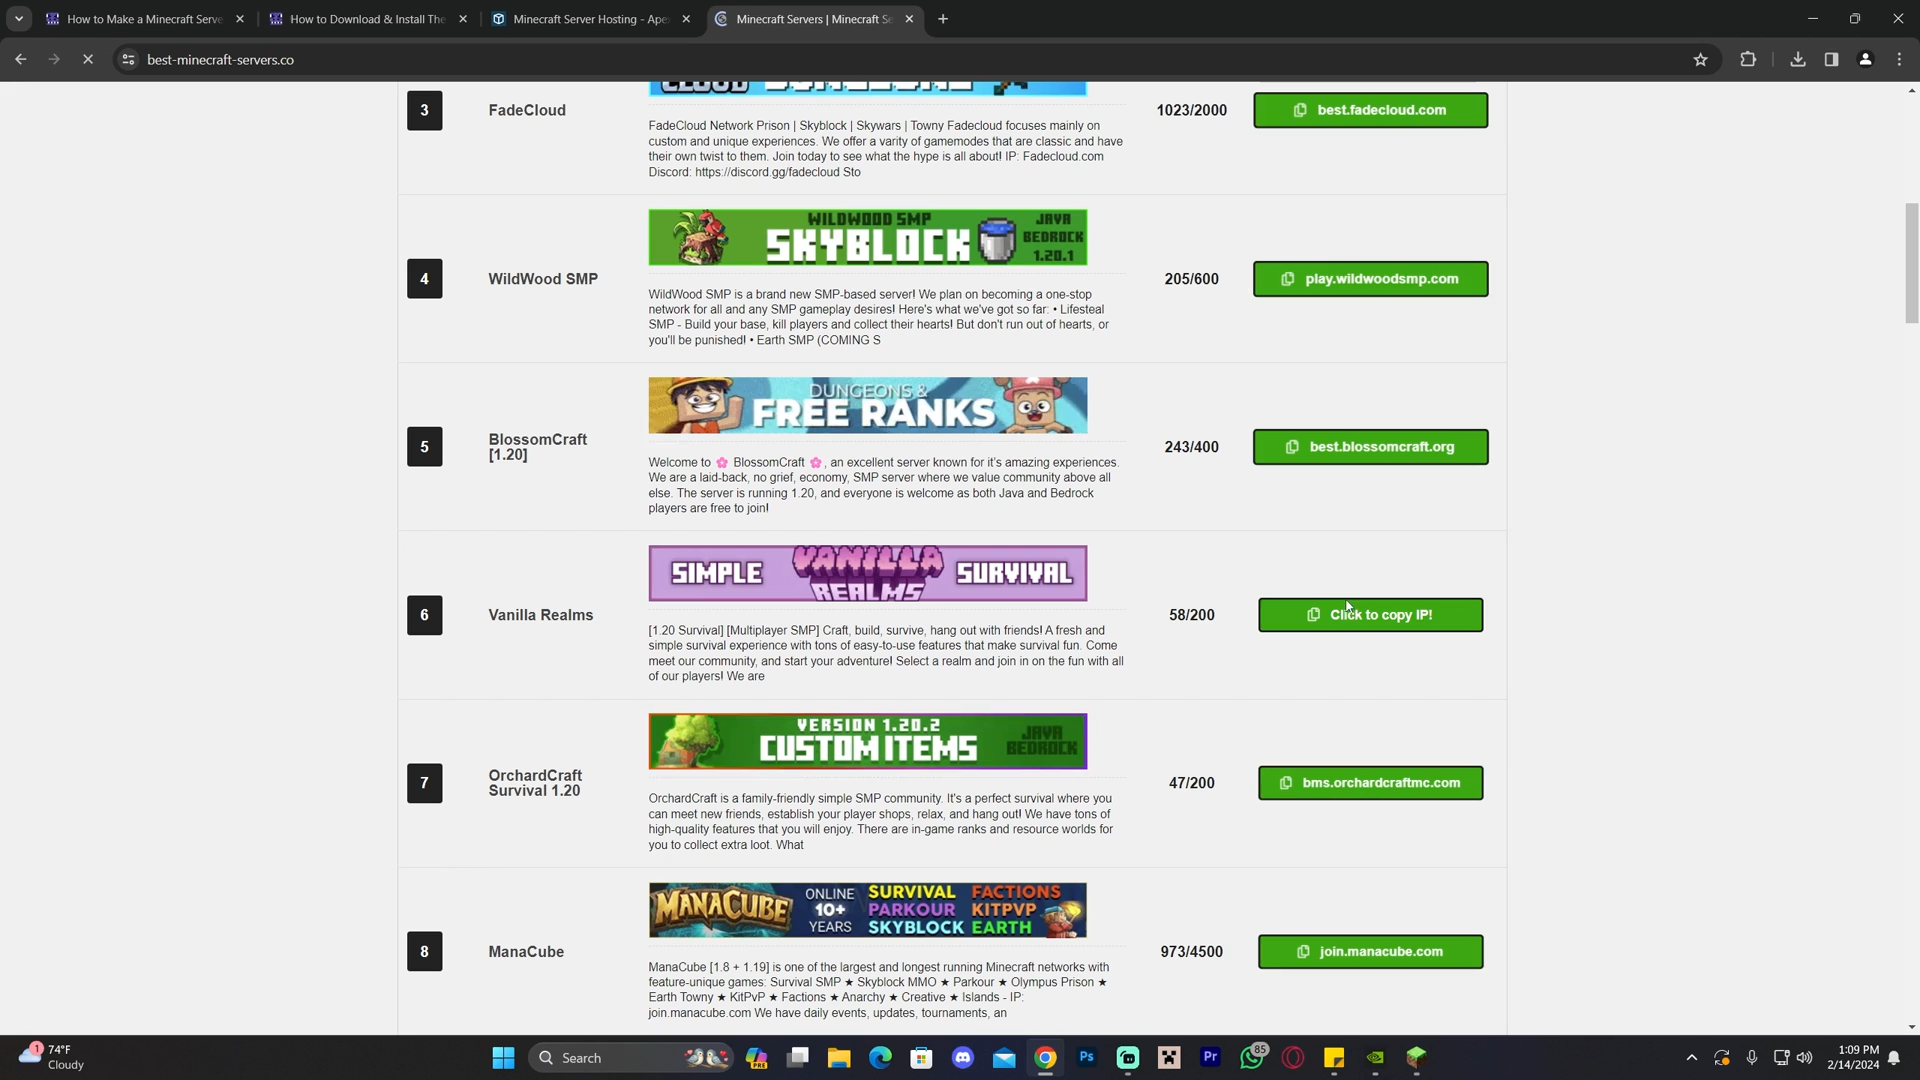 How to Make a Minecraft Serve
How to Download & Install The
Minecraft Server Hosting - Ape
Minecraft Servers | Minecraft Se
best-minecraft-servers.co
3
FadeCloud
FadeCloud Network Prison | Skyblock | Skywars | Towny Fadecloud focuses mainly on
custom and unique experiences. We offer a varity of gamemodes that are classic and have
their own twist to them. Join today to see what the hype is all about! IP: Fadecloud.com
Discord: https://discord.gg/fadecloud Sto
1023/2000
best.fadecloud.com
4
WildWood SMP
WILDWOOD SMP
SKYBLOCK
JAVA
BEDROCK
1.20.1
WildWood SMP is a brand new SMP-based server! We plan on becoming a one-stop
network for all and any SMP gameplay desires! Here's what we've got so far: • Lifesteal
SMP - Build your base, kill players and collect their hearts! But don't run out of hearts, or
you'll be punished! • Earth SMP (COMING S
205/600
play.wildwoodsmp.com
5
BlossomCraft
[1.20]
DUNGEONS &
FREE RANKS
Welcome to 🌸 BlossomCraft 🌸, an excellent server known for it's amazing experiences.
We are a laid-back, no grief, economy, SMP server where we value community above all
else. The server is running 1.20, and everyone is welcome as both Java and Bedrock
players are free to join!
243/400
best.blossomcraft.org
6
Vanilla Realms
SIMPLE
VANILLA
REALMS
SURVIVAL
[1.20 Survival] [Multiplayer SMP] Craft, build, survive, hang out with friends! A fresh and
simple survival experience with tons of easy-to-use features that make survival fun. Come
meet our community, and start your adventure! Select a realm and join in on the fun with all
of our players! We are
58/200
Click to copy IP!
7
OrchardCraft
Survival 1.20
VERSION 1.20.2
CUSTOM ITEMS
JAVA
BEDROCK
OrchardCraft is a family-friendly simple SMP community. It's a perfect survival where you
can meet new friends, establish your player shops, relax, and hang out! We have tons of
high-quality features that you will enjoy. There are in-game ranks and resource worlds for
you to collect extra loot. What
47/200
bms.orchardcraftmc.com
8
ManaCube
MANACUBE
ONLINE
10+
YEARS
SURVIVAL FACTIONS
PARKOUR KITPVP
SKYBLOCK EARTH
ManaCube [1.8 + 1.19] is one of the largest and longest running Minecraft networks with
feature-unique games: Survival SMP ★ Skyblock MMO ★ Parkour ★ Olympus Prison ★
Earth Towny ★ KitPvP ★ Factions ★ Anarchy ★ Creative ★ Islands - IP:
join.manacube.com We have daily events, updates, tournaments, an
973/4500
join.manacube.com
1
74°F
Cloudy
Search
PRE
Ps
Pr
85
1:09 PM
2/14/2024